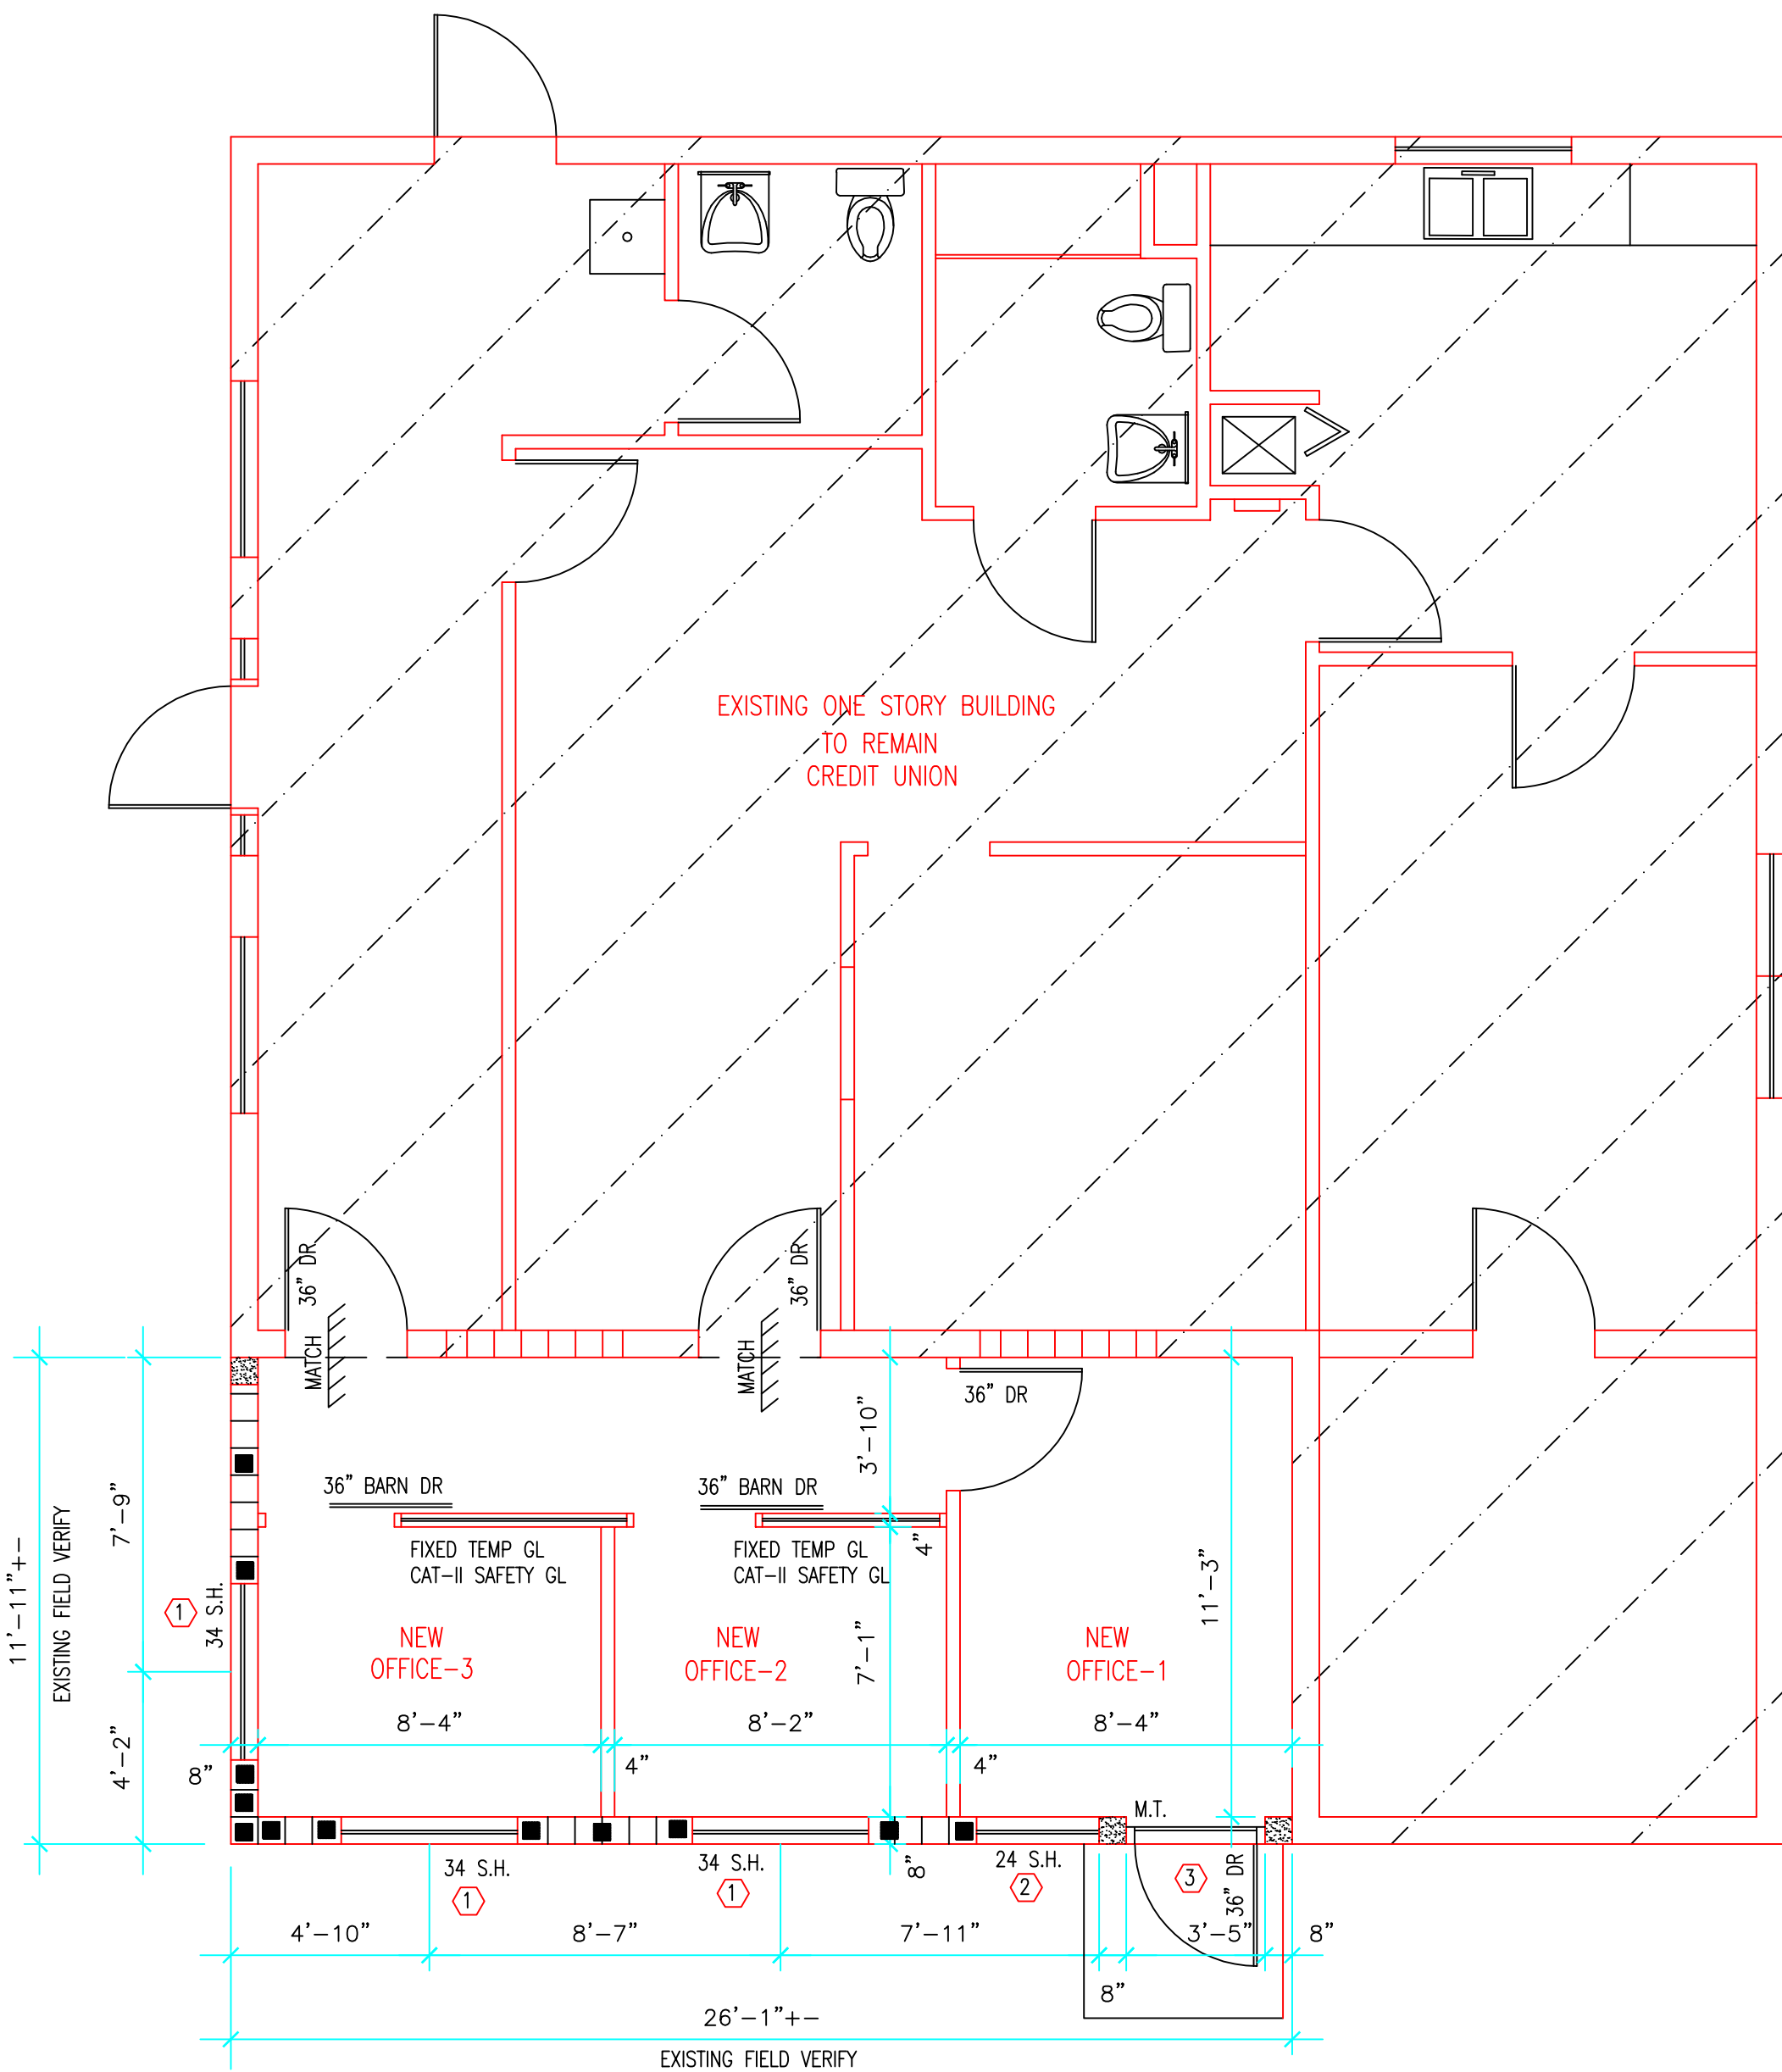 EXISTING ONE STORY BUILDING
TO REMAIN
CREDIT UNION
36” DR
36” DR
MATCH
MATCH
36” DR
3’-10”
36” BARN DR
36” BARN DR
FIXED TEMP GL
CAT-II SAFETY GL
FIXED TEMP GL
CAT-II SAFETY GL
4”
11’-11”+-
EXISTING FIELD VERIFY
7’-9”
1
34 S.H.
4’-2”
8”
NEW
OFFICE-3
NEW
OFFICE-2
NEW
OFFICE-1
7’-1”
11’-3”
8’-4”
8’-2”
8’-4”
4”
4”
M.T.
34 S.H.
1
34 S.H.
1
8”
24 S.H.
2
3
36” DR
4’-10”
8’-7”
7’-11”
3’-5”
8”
8”
26’-1”+-
EXISTING FIELD VERIFY